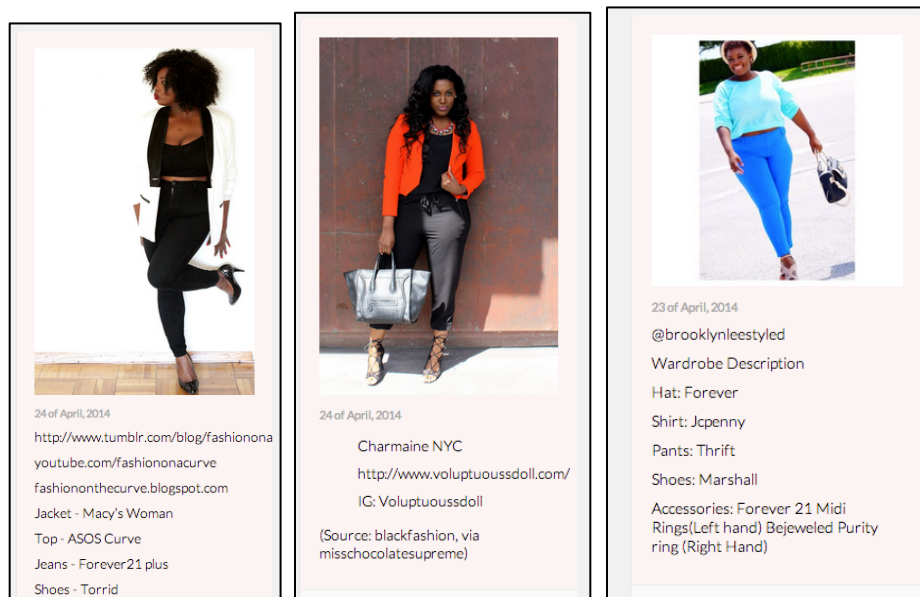 24 of April, 2014
http://www.tumblr.com/blog/fashionona
youtube.com/fashiononacurve
fashiononthecurve.blogspot.com
Jacket - Macy's Woman
Top - ASOS Curve
Jeans - Forever21 plus
Shoes - Torrid
24 of April, 2014
Charmaine NYC
http://www.voluptuoussdoll.com/
IG: Voluptuoussdoll
(Source: blackfashion, via
misschocolatesupreme)
23 of April, 2014
@brooklynleestyled
Wardrobe Description
Hat: Forever
Shirt: Jcpenny
Pants: Thrift
Shoes: Marshall
Accessories: Forever 21 Midi
Rings(Left hand) Bejeweled Purity
ring (Right Hand)